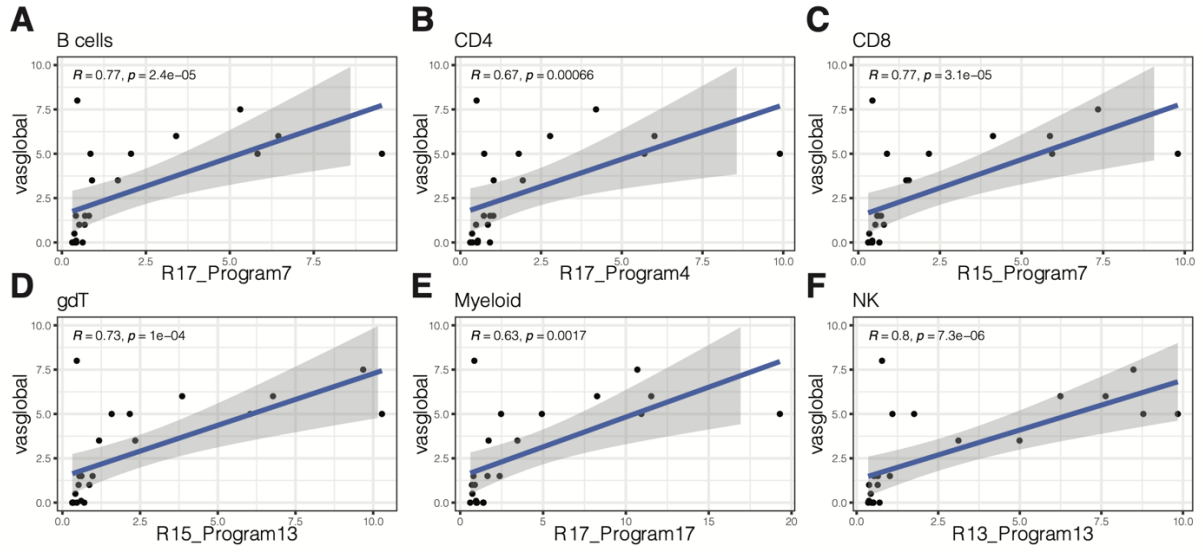 A
B cells
R = 0.77, p = 2.4e−05
10.0
7.5
5.0
2.5
0.0
vasglobal
0.0 2.5 5.0 7.5
R17_Program7
B
CD4
R = 0.67, p = 0.00066
10.0
7.5
5.0
2.5
0.0
vasglobal
0.0 2.5 5.0 7.5 10.0
R17_Program4
C
CD8
R = 0.77, p = 3.1e−05
10.0
7.5
5.0
2.5
0.0
vasglobal
0.0 2.5 5.0 7.5 10.0
R15_Program7
D
gdT
R = 0.73, p = 1e−04
10.0
7.5
5.0
2.5
0.0
vasglobal
0.0 2.5 5.0 7.5 10.0
R15_Program13
E
Myeloid
R = 0.63, p = 0.0017
10.0
7.5
5.0
2.5
0.0
vasglobal
0 5 10 15 20
R17_Program17
F
NK
R = 0.8, p = 7.3e−06
10.0
7.5
5.0
2.5
0.0
vasglobal
0.0 2.5 5.0 7.5 10.0
R13_Program13